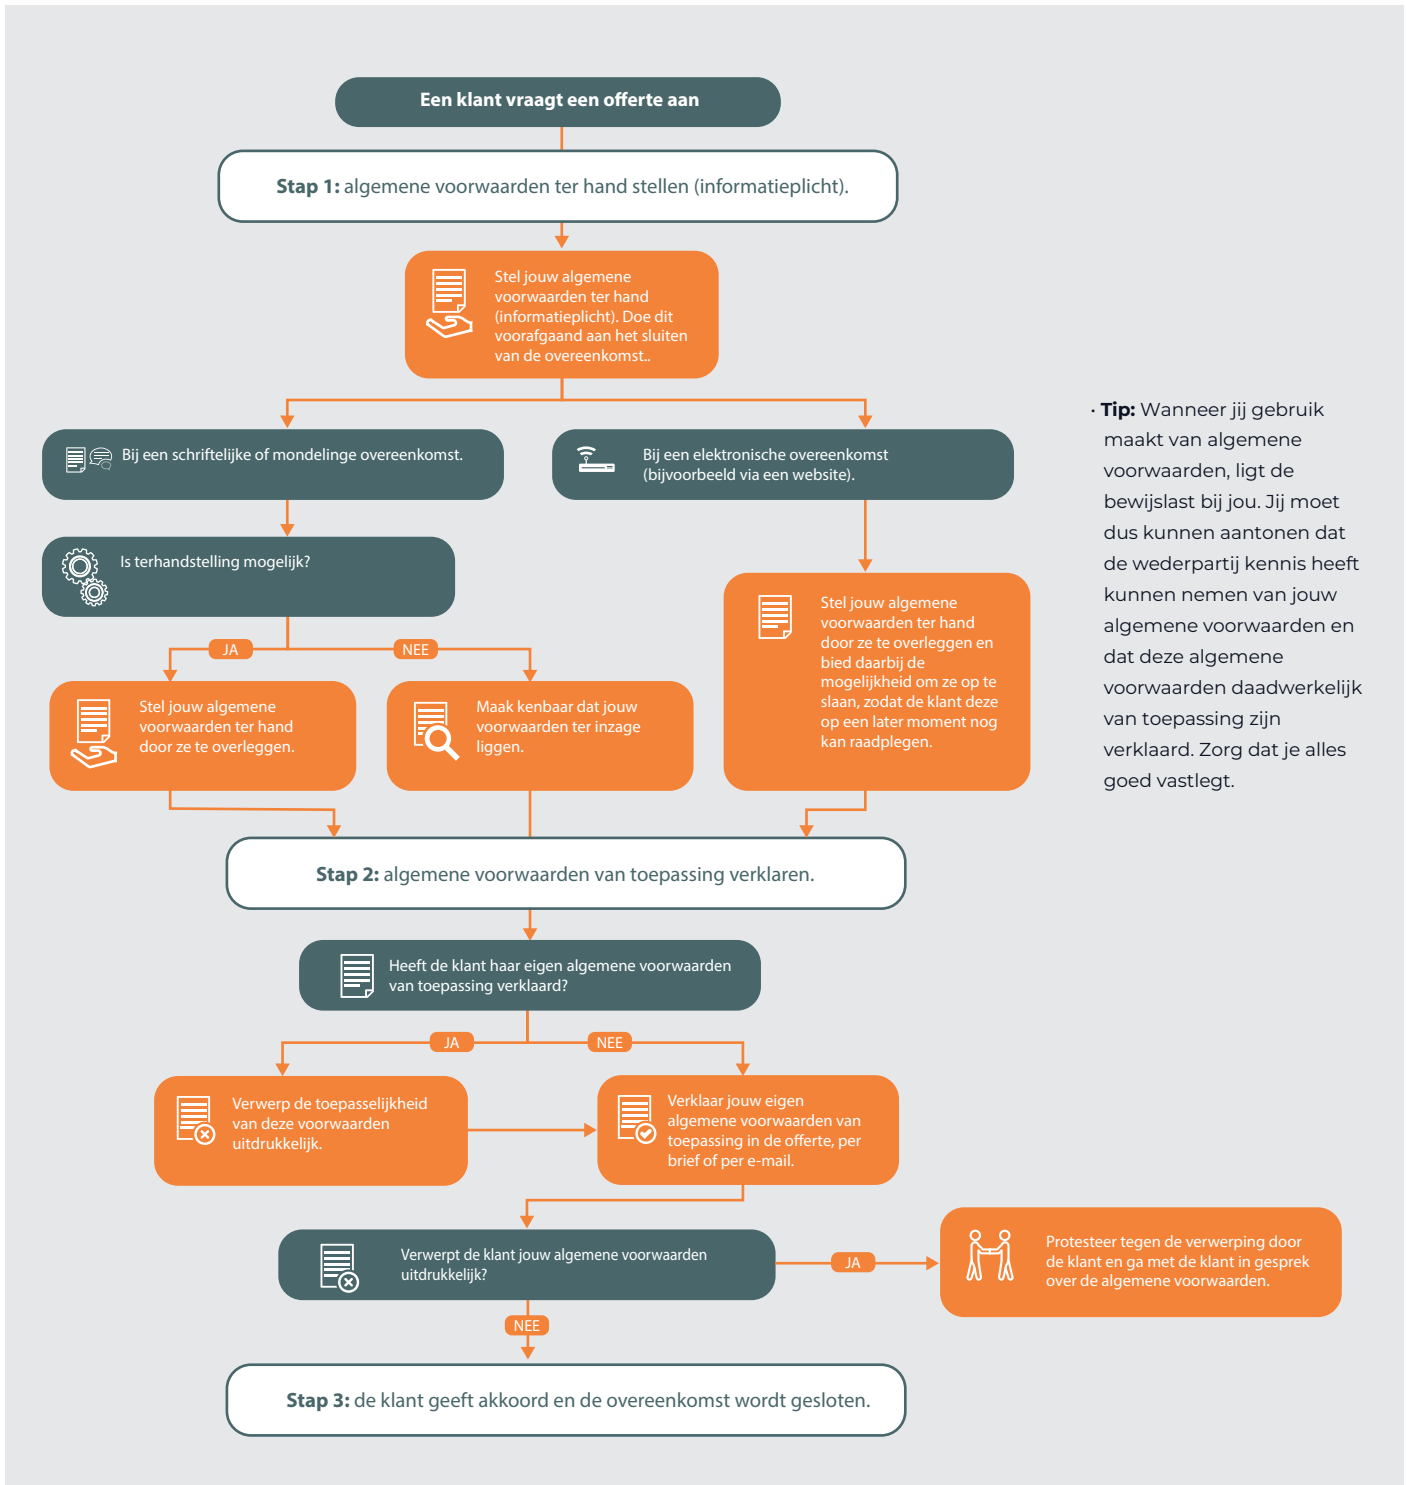 Een klant vraagt een offerte aan
Stap 1: algemene voorwaarden ter hand stellen (informatieplicht).
Stel jouw algemene
voorwaarden ter hand
(informatieplicht). Doe dit
voorafgaand aan het sluiten
van de overeenkomst..
Bij een schriftelijke of mondelinge overeenkomst.
Bij een elektronische overeenkomst
(bijvoorbeeld via een website).
Is terhandstelling mogelijk?
JA
NEE
Stel jouw algemene
voorwaarden ter hand
door ze te overleggen.
Maak kenbaar dat jouw
voorwaarden ter inzage
liggen.
Stel jouw algemene
voorwaarden ter hand
door ze te overleggen en
bied daarbij de
mogelijkheid om ze op te
slaan, zodat de klant deze
op een later moment nog
kan raadplegen.
· Tip: Wanneer jij gebruik
maakt van algemene
voorwaarden, ligt de
bewijslast bij jou. Jij moet
dus kunnen aantonen dat
de wederpartij kennis heeft
kunnen nemen van jouw
algemene voorwaarden en
dat deze algemene
voorwaarden daadwerkelijk
van toepassing zijn
verklaard. Zorg dat je alles
goed vastlegt.
Stap 2: algemene voorwaarden van toepassing verklaren.
Heeft de klant haar eigen algemene voorwaarden
van toepassing verklaard?
JA
NEE
Verwerp de toepasselijkheid
van deze voorwaarden
uitdrukkelijk.
Verklaar jouw eigen
algemene voorwaarden van
toepassing in de offerte, per
brief of per e-mail.
Verwerpt de klant jouw algemene voorwaarden
uitdrukkelijk?
JA
Protesteer tegen de verwerping door
de klant en ga met de klant in gesprek
over de algemene voorwaarden.
NEE
Stap 3: de klant geeft akkoord en de overeenkomst wordt gesloten.